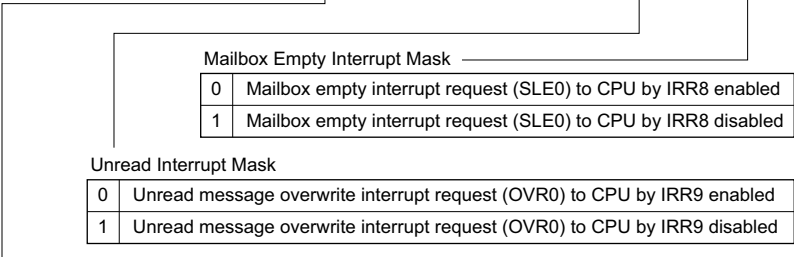 Mailbox Empty Interrupt Mask
0 Mailbox empty interrupt request (SLE0) to CPU by IRR8 enabled
1 Mailbox empty interrupt request (SLE0) to CPU by IRR8 disabled
Unread Interrupt Mask
0 Unread message overwrite interrupt request (OVR0) to CPU by IRR9 enabled
1 Unread message overwrite interrupt request (OVR0) to CPU by IRR9 disabled